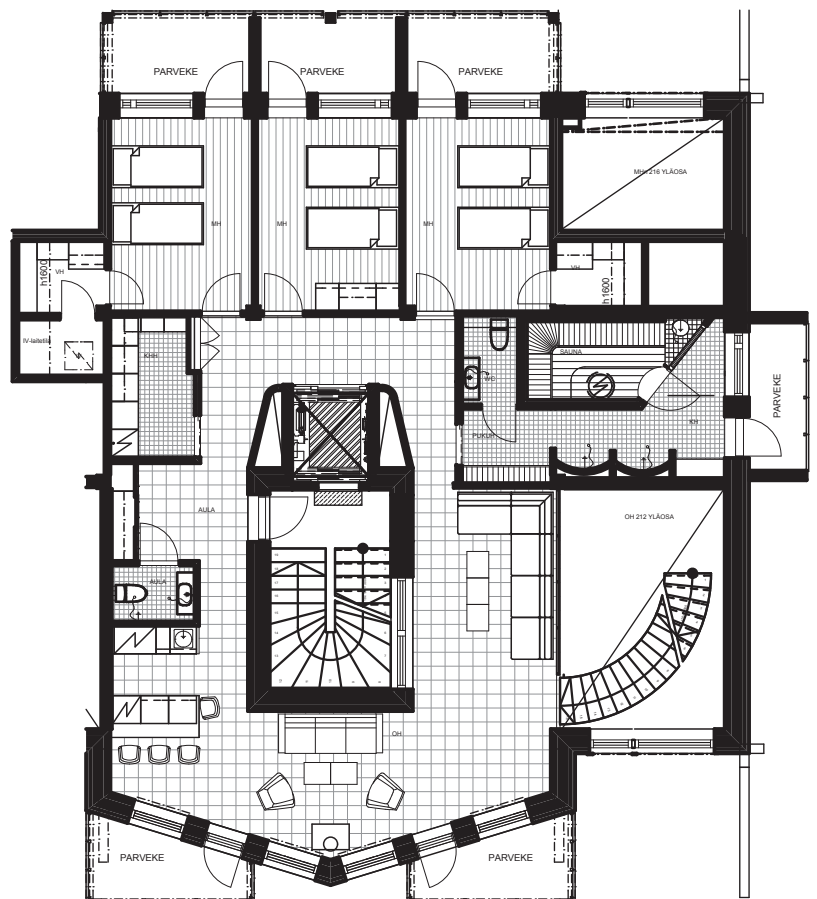 PARVEKE
PARVEKE
PARVEKE
MH+ 216 YLÄOSA
MH
MH
MH
VH
h1600
VH
h1600
IV-laitetila
KHH
SAUNA
WC
PARVEKE
KH
PUKUH
AULA
OH 212 YLÄOSA
AULA
OH
PARVEKE
PARVEKE